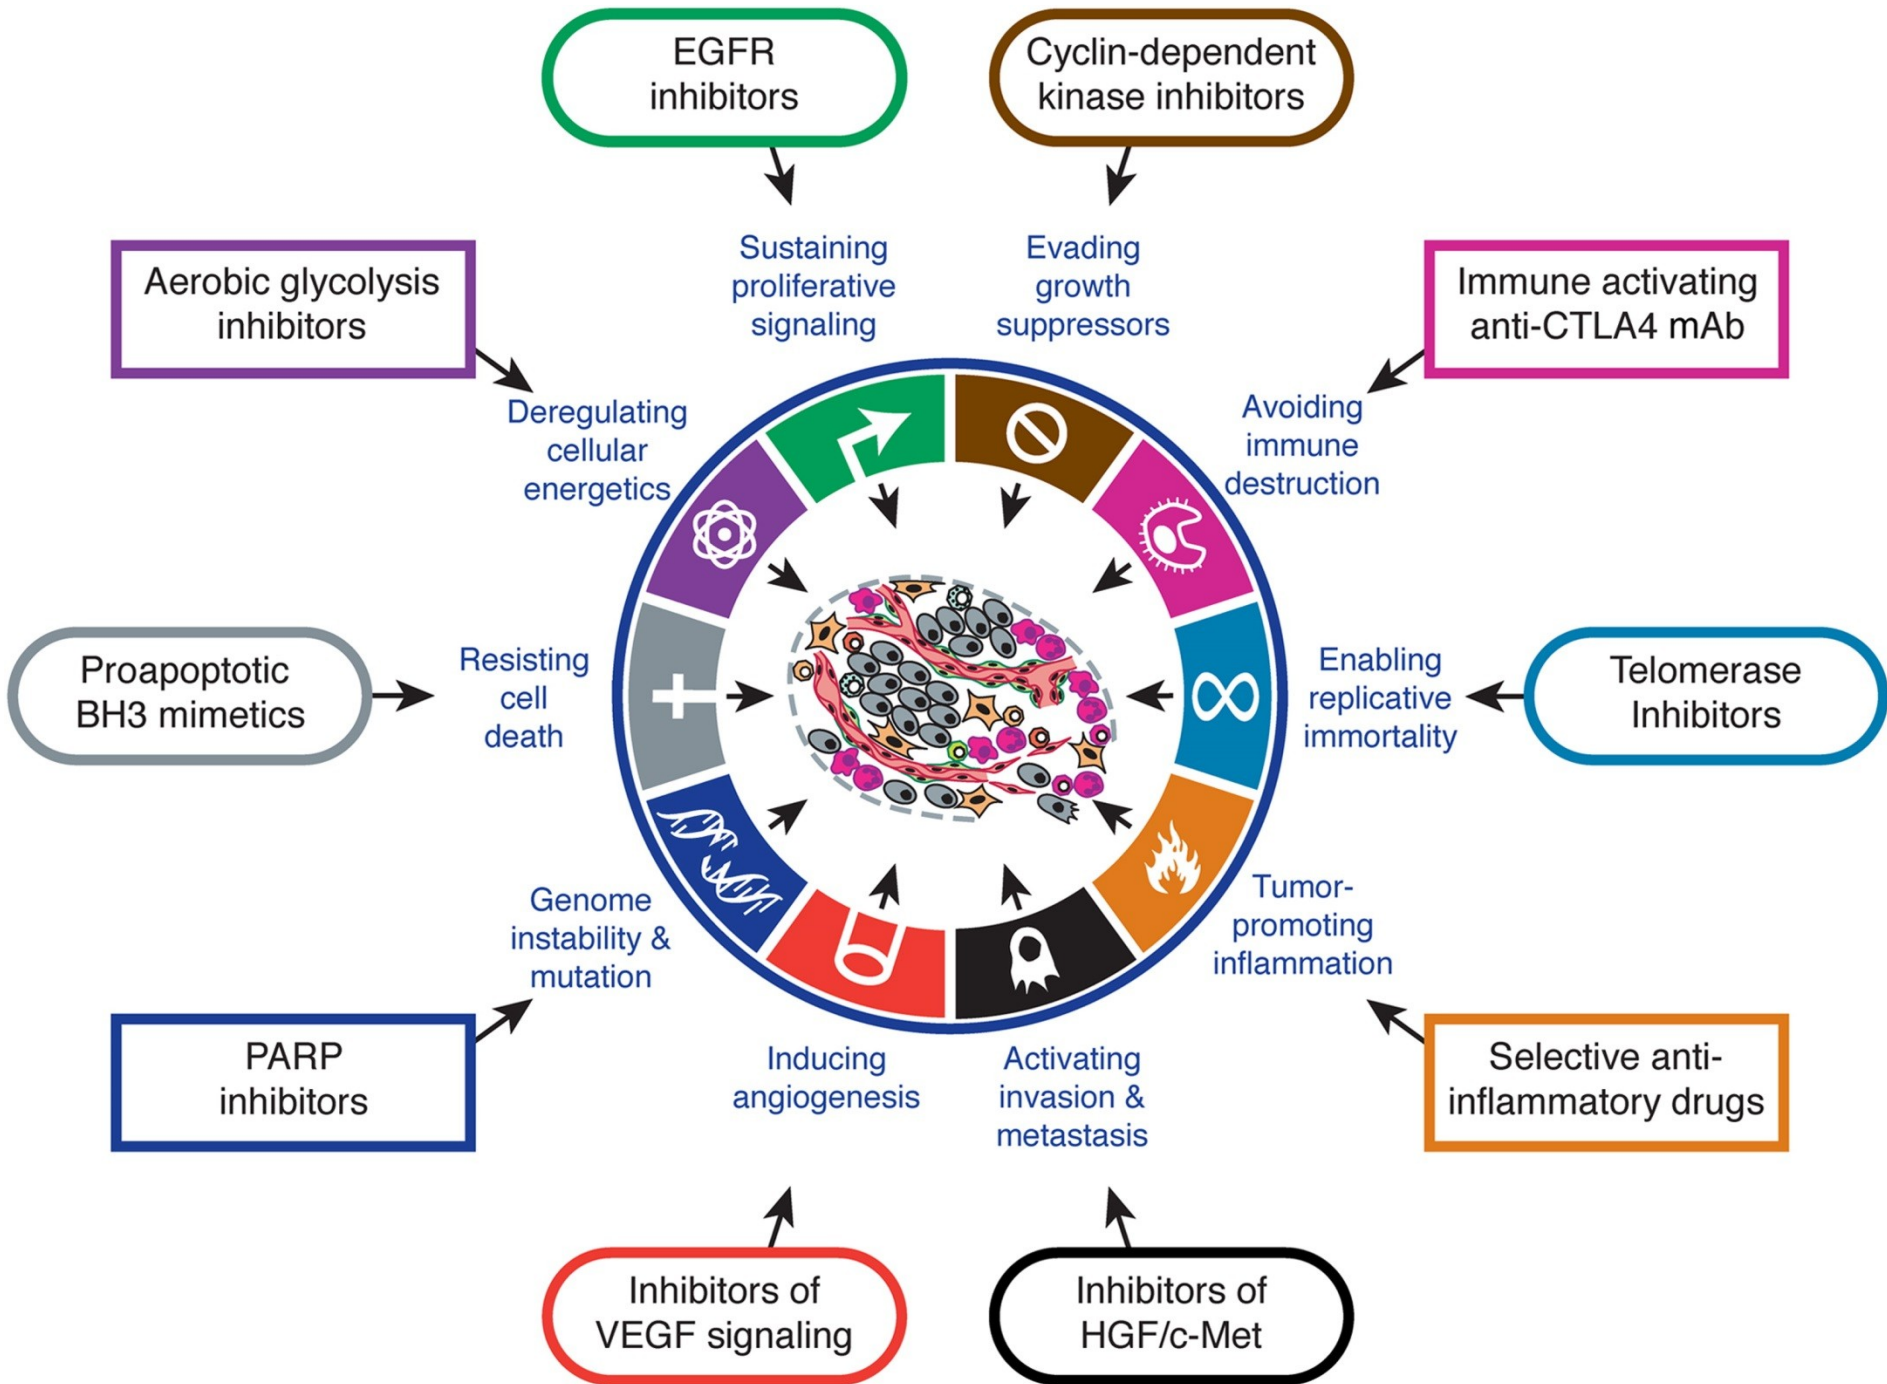 EGFR
inhibitors
Cyclin-dependent
kinase inhibitors
Sustaining
proliferative
signaling
Evading
growth
suppressors
Aerobic glycolysis
inhibitors
Immune activating
anti-CTLA4 mAb
Deregulating
cellular
energetics
Avoiding
immune
destruction
Proapoptotic
BH3 mimetics
Resisting
cell
death
Enabling
replicative
immortality
Telomerase
Inhibitors
Genome
instability &
mutation
Tumor-
promoting
inflammation
PARP
inhibitors
Inducing
angiogenesis
Activating
invasion &
metastasis
Selective anti-
inflammatory drugs
Inhibitors of
VEGF signaling
Inhibitors of
HGF/c-Met